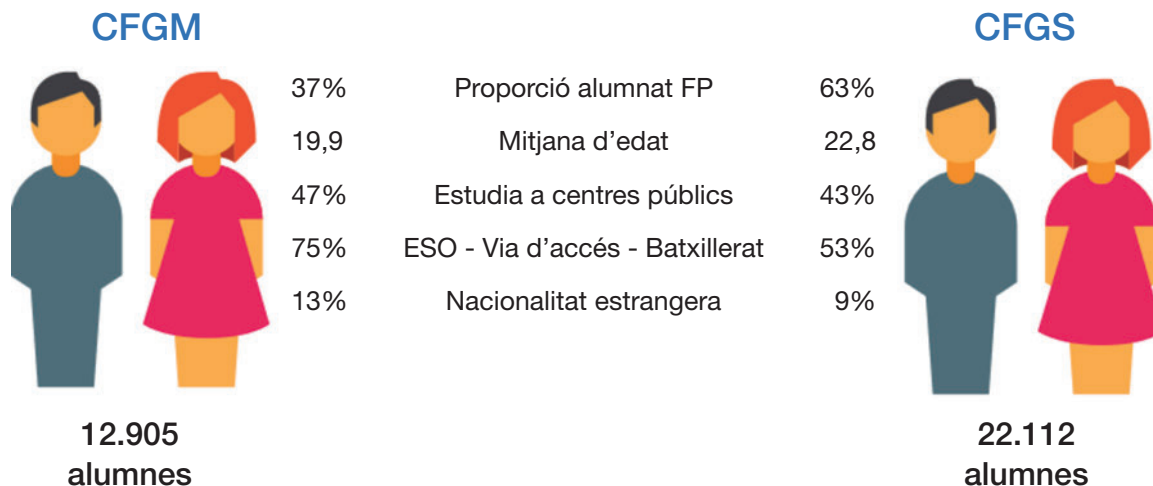 CFGM CFGS
37% Proporció alumnat FP 63%
19,9 Mitjana d’edat 22,8
47% Estudia a centres públics 43%
75% ESO - Via d’accés - Batxillerat 53%
13% Nacionalitat estrangera 9%
12.905 22.112
alumnes alumnes